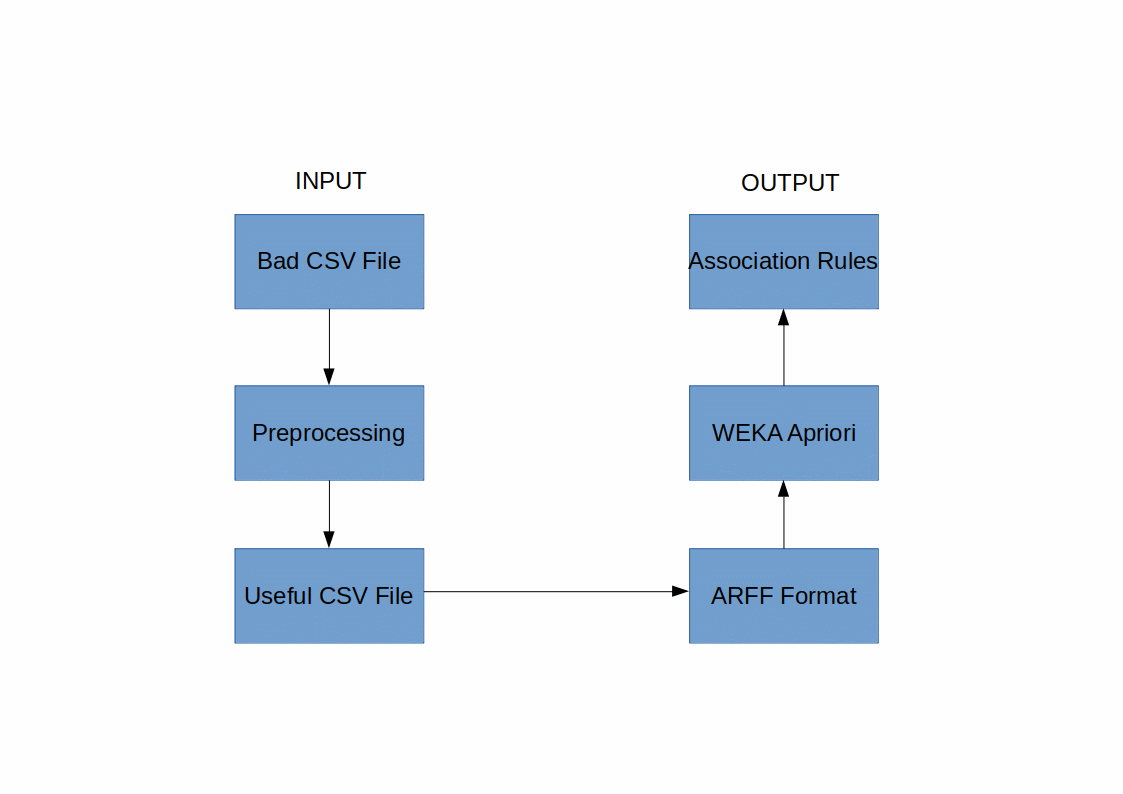 INPUT
Bad CSV File
Preprocessing
Useful CSV File
OUTPUT
Association Rules
WEKA Apriori
ARFF Format